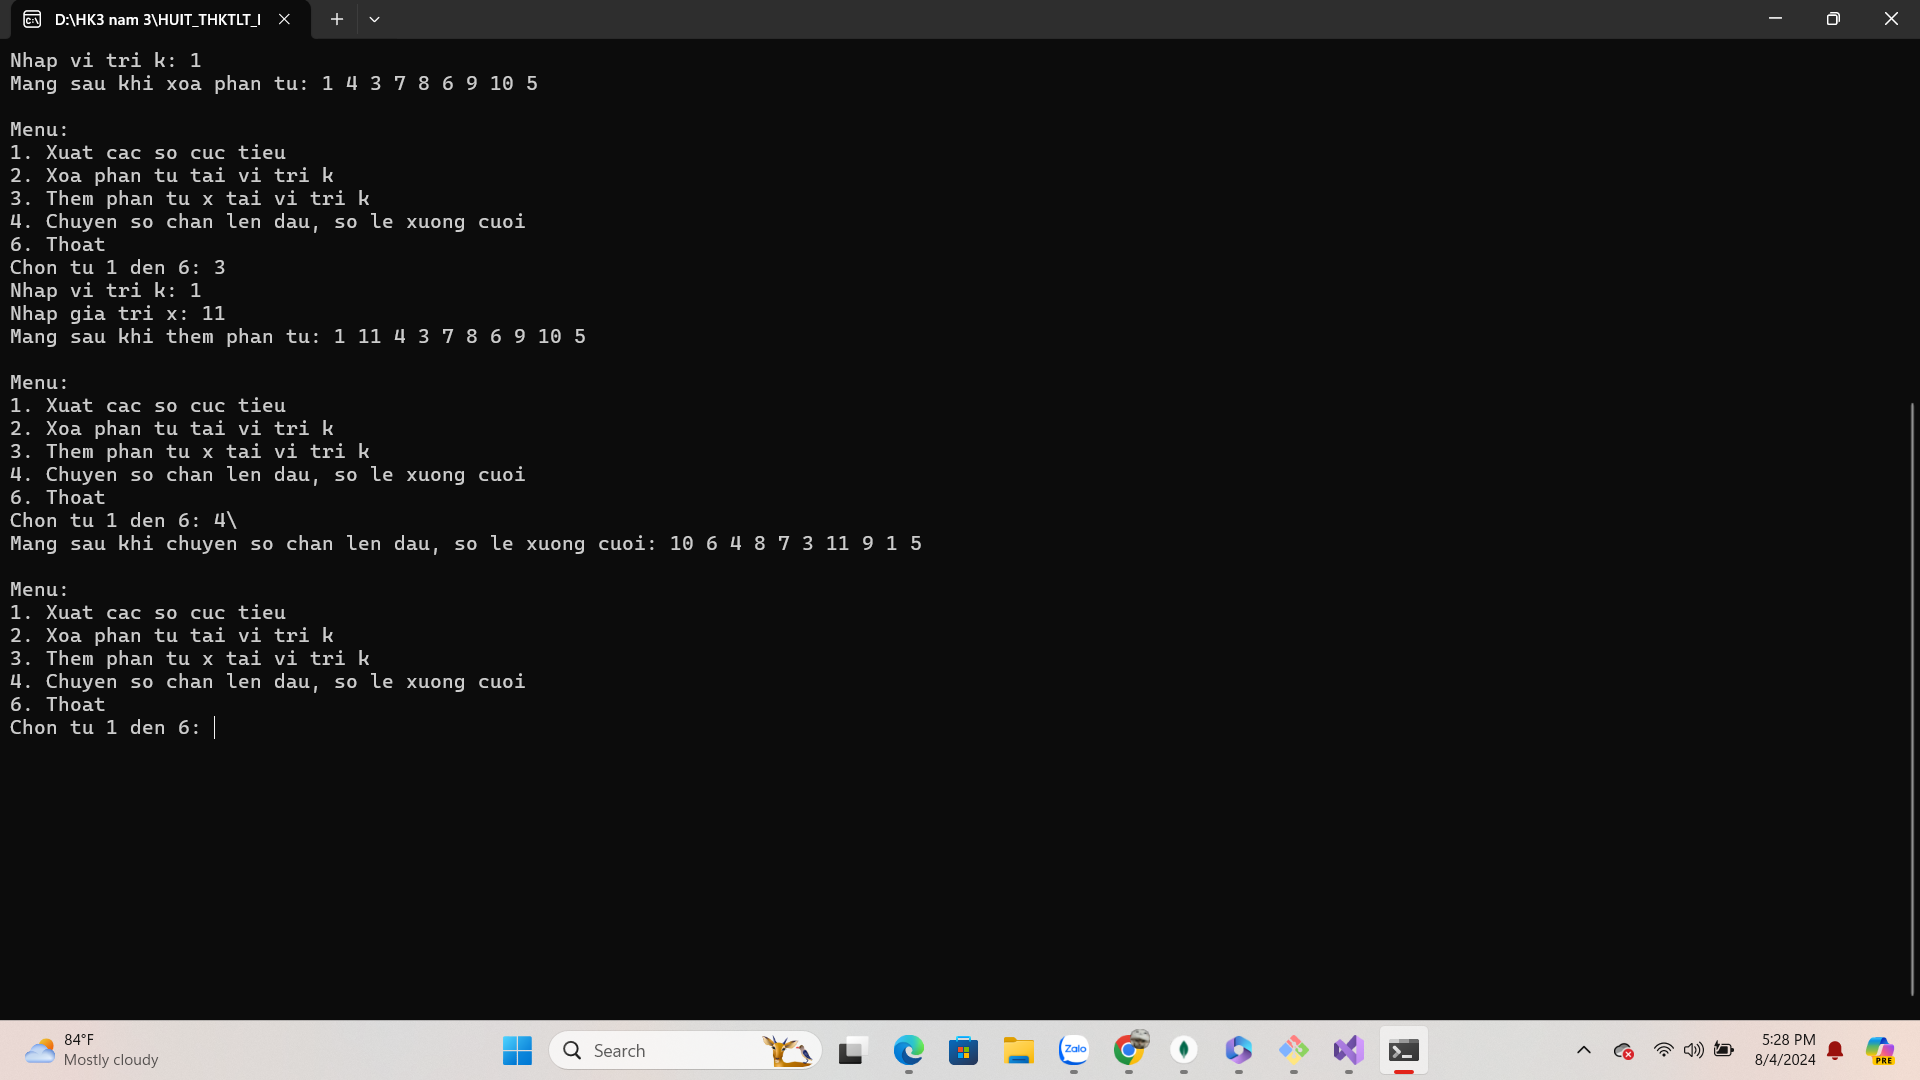 D:\HK3 nam 3\HUIT_THKTLT_I
Nhap vi tri k: 1
Mang sau khi xoa phan tu: 1 4 3 7 8 6 9 10 5
Menu:
1. Xuat cac so cuc tieu
2. Xoa phan tu tai vi tri k
3. Them phan tu x tai vi tri k
4. Chuyen so chan len dau, so le xuong cuoi
6. Thoat
Chon tu 1 den 6: 3
Nhap vi tri k: 1
Nhap gia tri x: 11
Mang sau khi them phan tu: 1 11 4 3 7 8 6 9 10 5
Menu:
1. Xuat cac so cuc tieu
2. Xoa phan tu tai vi tri k
3. Them phan tu x tai vi tri k
4. Chuyen so chan len dau, so le xuong cuoi
6. Thoat
Chon tu 1 den 6: 4\
Mang sau khi chuyen so chan len dau, so le xuong cuoi: 10 6 4 8 7 3 11 9 1 5
Menu:
1. Xuat cac so cuc tieu
2. Xoa phan tu tai vi tri k
3. Them phan tu x tai vi tri k
4. Chuyen so chan len dau, so le xuong cuoi
6. Thoat
Chon tu 1 den 6:
84°F
Mostly cloudy
Search
Zalo
5:28 PM
8/4/2024
PRE